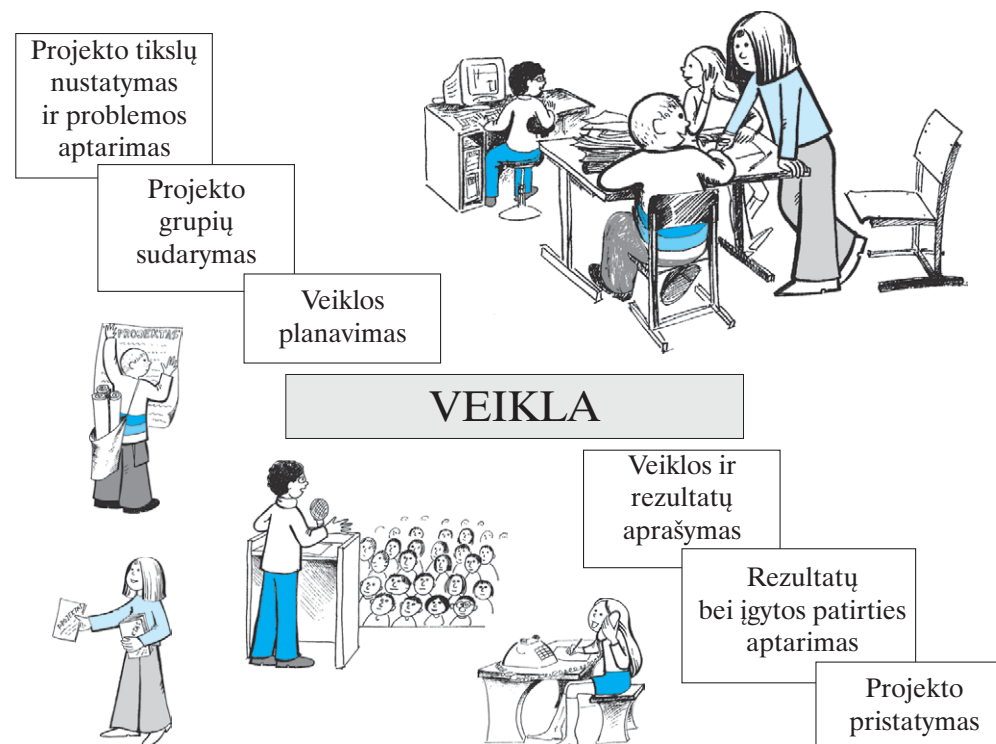 Projekto tikslų
nustatymas
ir problemos
aptarimas
Projekto
grupių
sudarymas
Veiklos
planavimas
PROJEKTAS
VEIKLA
Veiklos ir
rezultatų
aprašymas
Rezultatų
bei įgytos patirties
aptarimas
Projekto
pristatymas